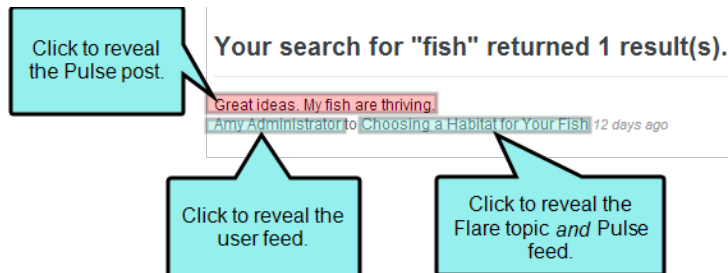 Click to reveal
the Pulse post.
Your search for "fish" returned 1 result(s).
Great ideas. My fish are thriving.
Amy Administrator to Choosing a Habitat for Your Fish 12 days ago
Click to reveal the
user feed.
Click to reveal the
Flare topic and Pulse
feed.